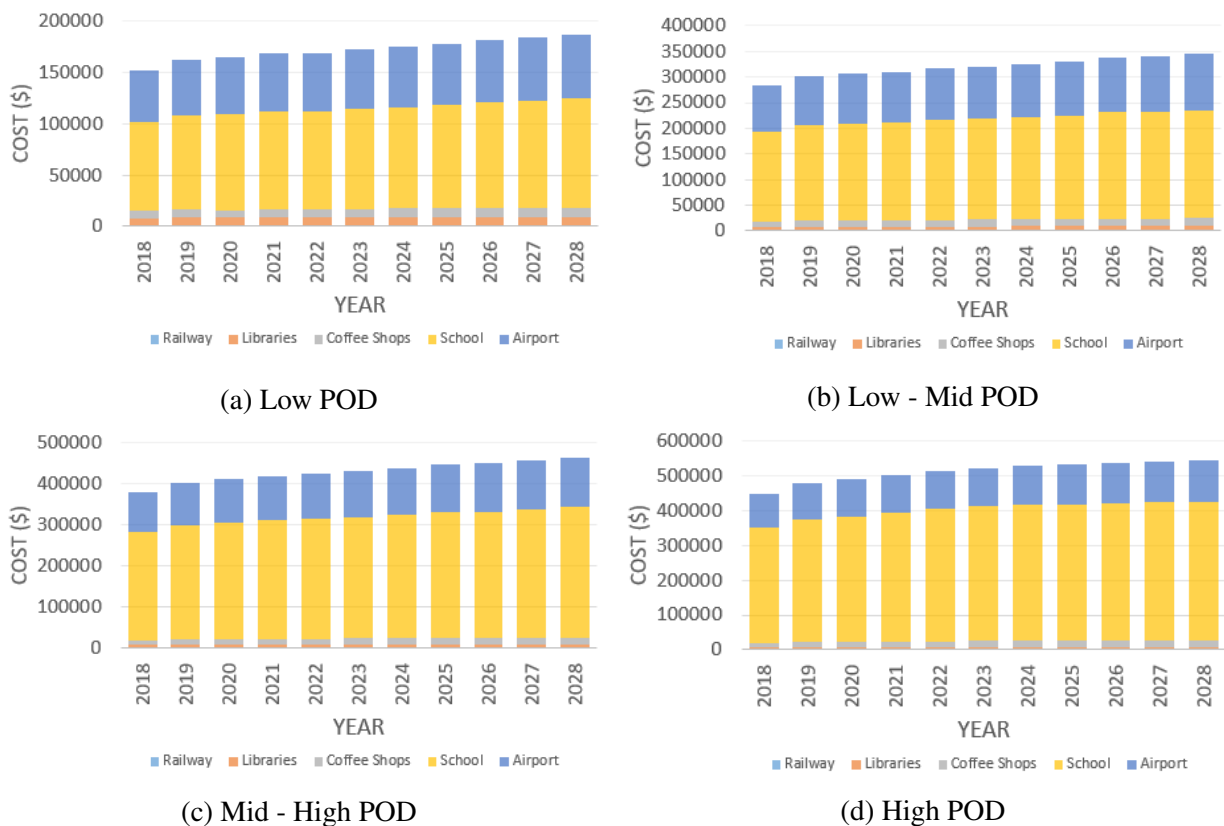 200000
150000
100000
50000
0
COST ($)
2018 2019 2020 2021 2022 2023 2024 2025 2026 2027 2028
YEAR
Railway Libraries Coffee Shops School Airport
(a) Low POD
400000
350000
300000
250000
200000
150000
100000
50000
0
COST ($)
2018 2019 2020 2021 2022 2023 2024 2025 2026 2027 2028
YEAR
Railway Libraries Coffee Shops School Airport
(b) Low - Mid POD
500000
400000
300000
200000
100000
0
COST ($)
2018 2019 2020 2021 2022 2023 2024 2025 2026 2027 2028
YEAR
Railway Libraries Coffee Shops School Airport
(c) Mid - High POD
600000
500000
400000
300000
200000
100000
0
COST ($)
2018 2019 2020 2021 2022 2023 2024 2025 2026 2027 2028
YEAR
Railway Libraries Coffee Shops School Airport
(d) High POD